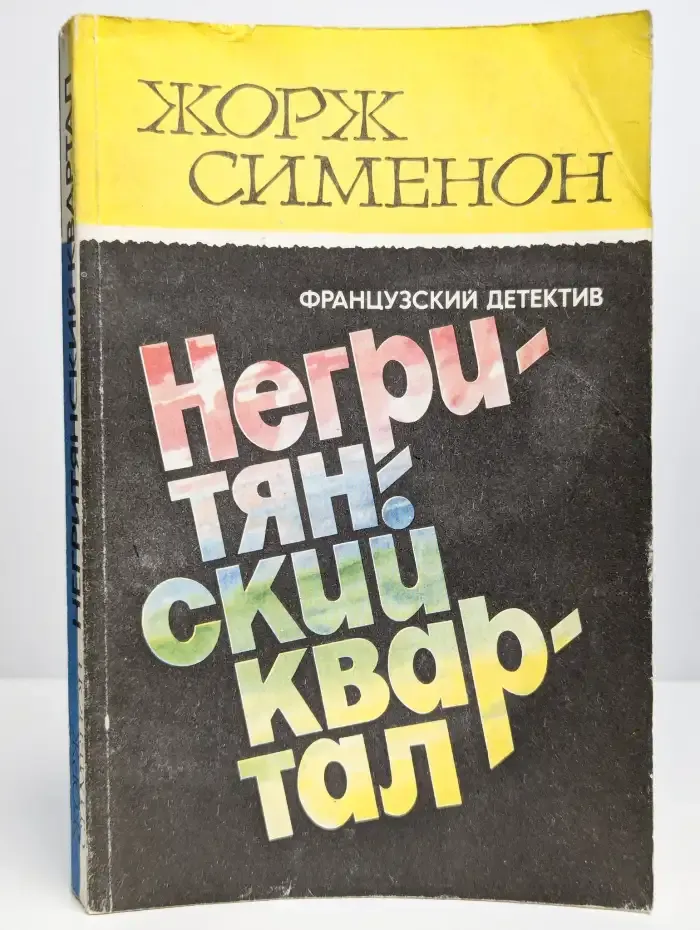 ЖОРЖ
СИМЕНОН
ФРАНЦУЗСКИЙ ДЕТЕКТИВ
Негри-
тян-
ский
квар-
тал
НЕГРИТЯНСКИЙ КВАРТАЛ